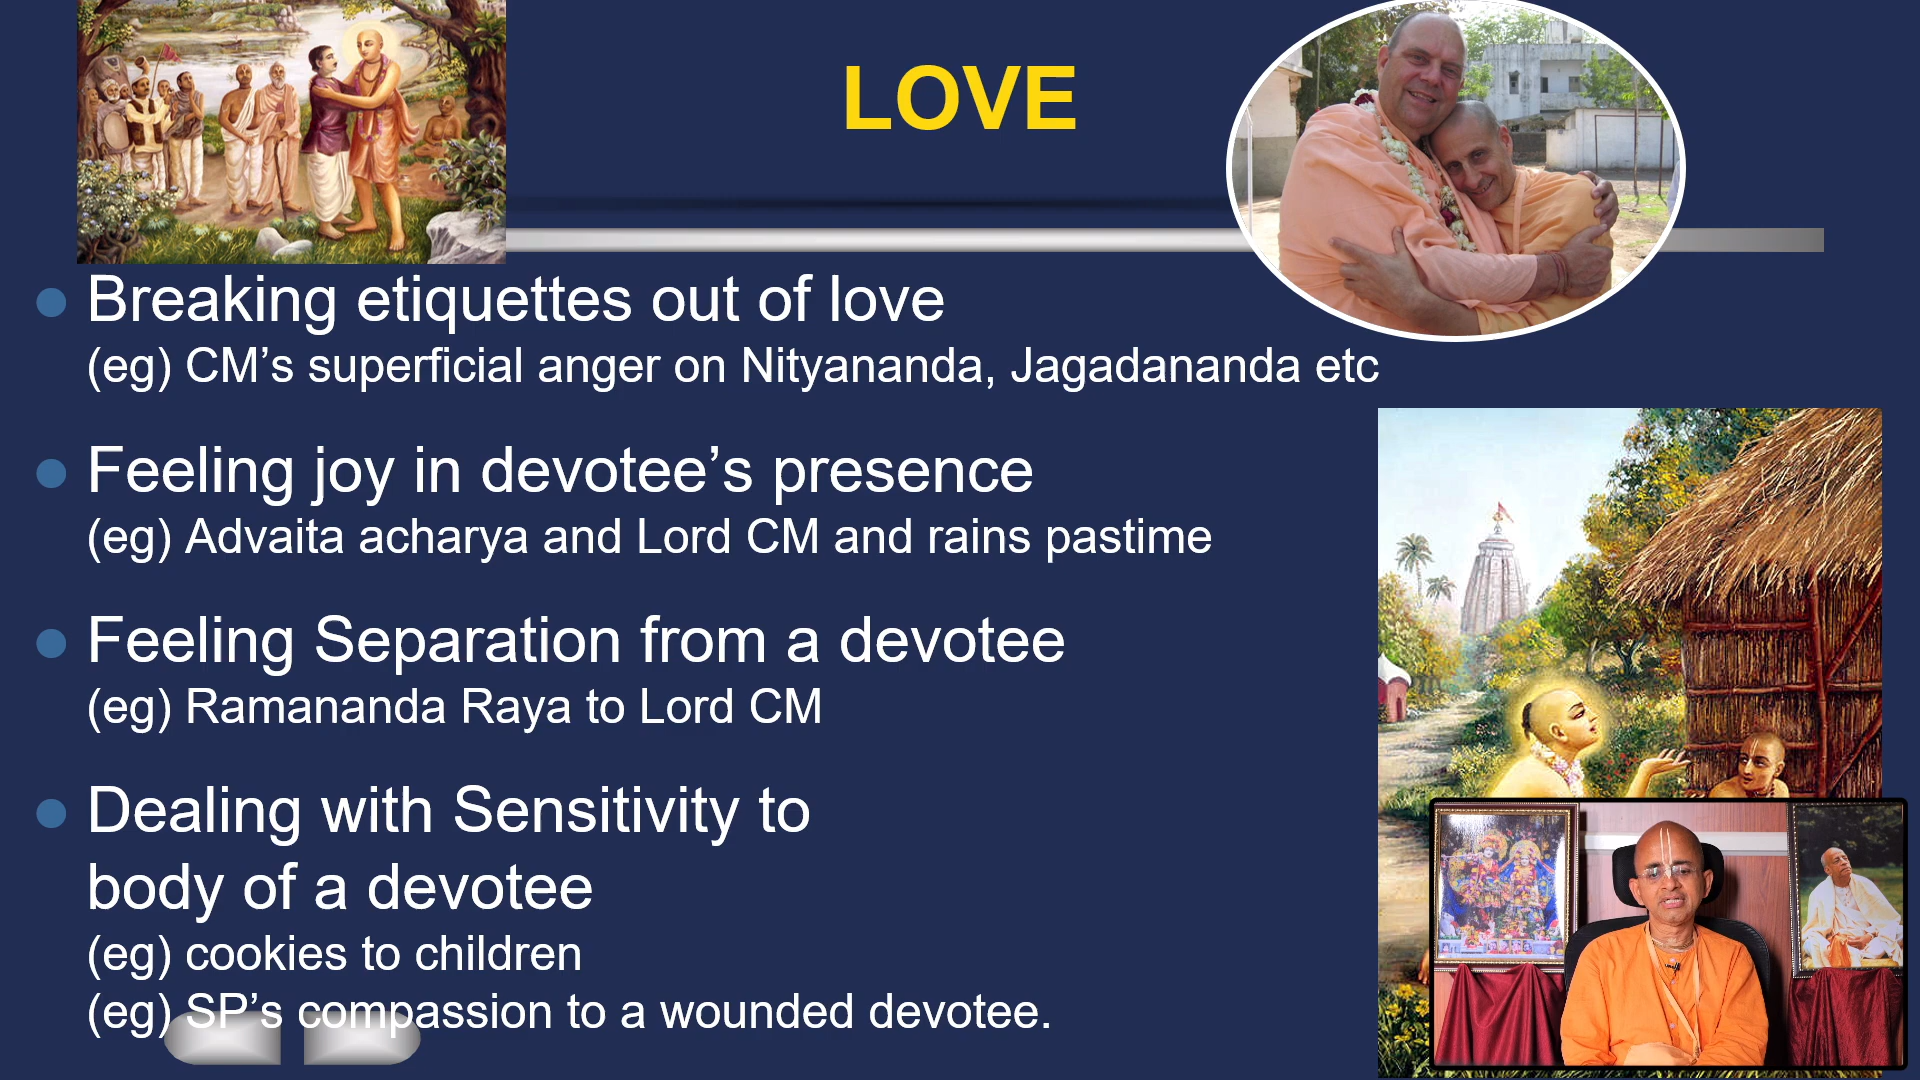 LOVE
Breaking etiquettes out of love
(eg) CM’s superficial anger on Nityananda, Jagadananda etc
Feeling joy in devotee’s presence
(eg) Advaita acharya and Lord CM and rains pastime
Feeling Separation from a devotee
(eg) Ramananda Raya to Lord CM
Dealing with Sensitivity to
body of a devotee
(eg) cookies to children
(eg) SP’s compassion to a wounded devotee.